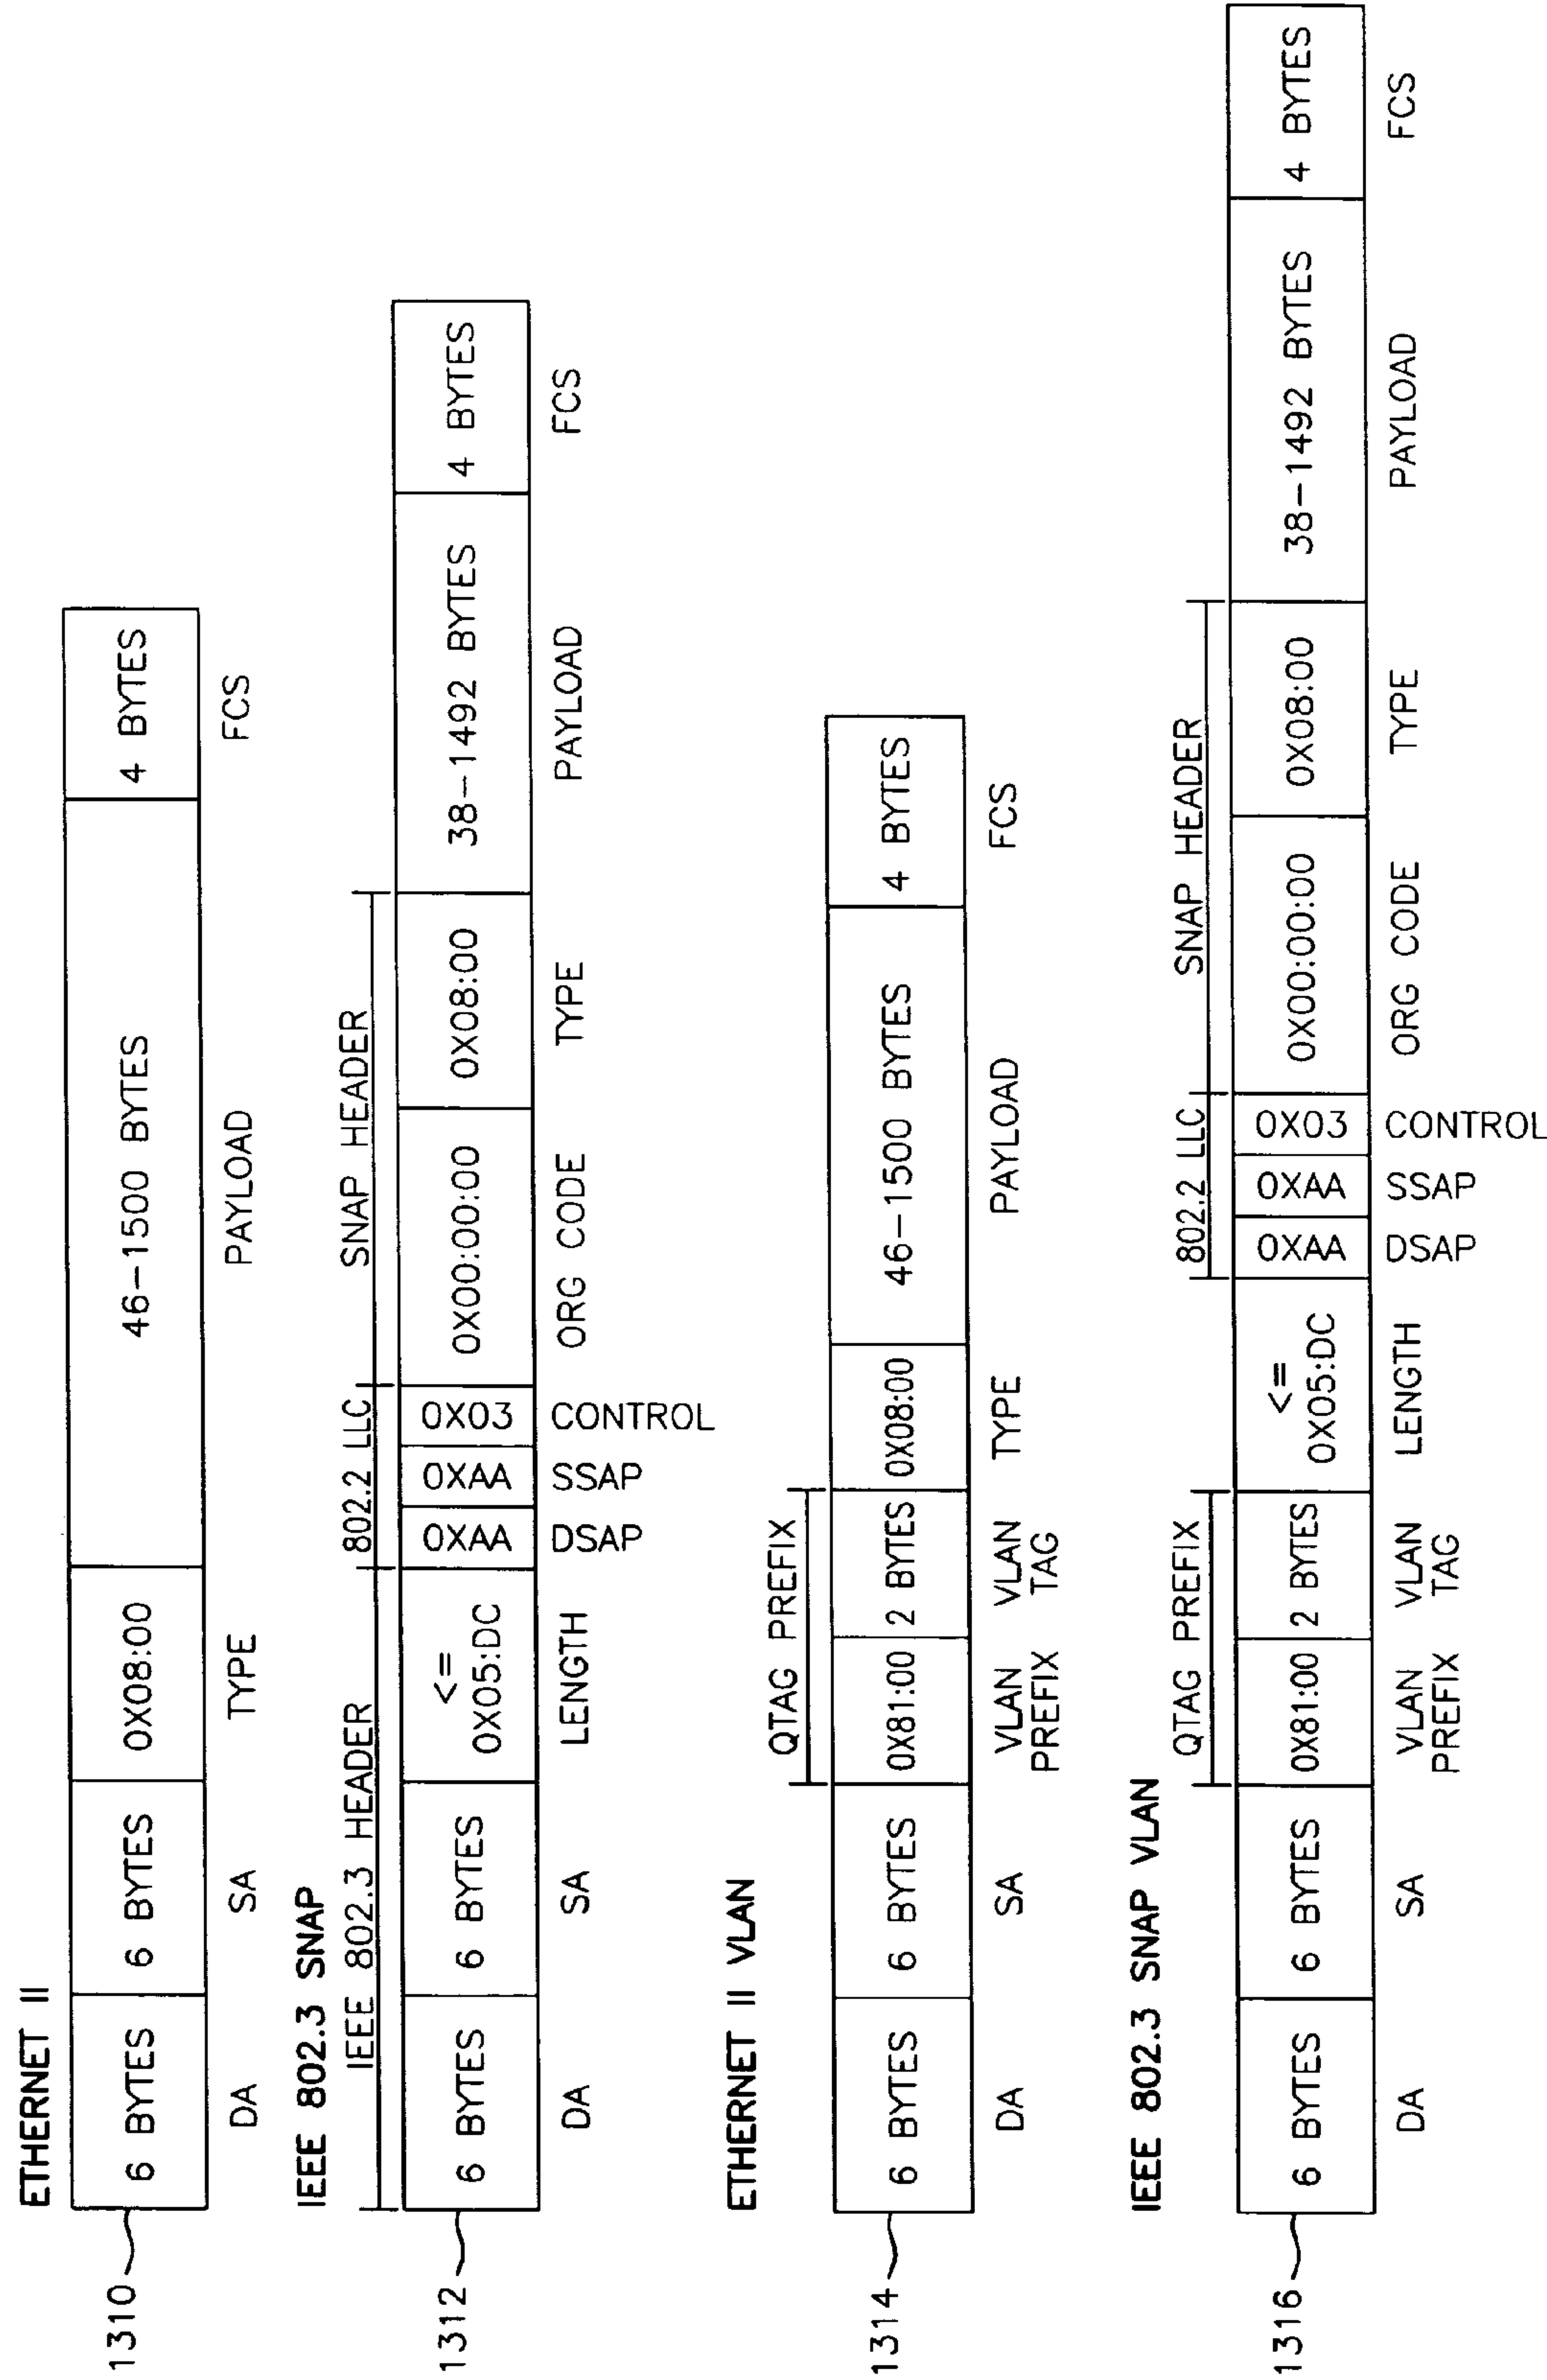 ETHERNET II
1310
6 BYTES 6 BYTES 0X08:00 46–1500 BYTES 4 BYTES
DA SA TYPE PAYLOAD FCS
IEEE 802.3 SNAP
IEEE 802.3 HEADER 802.2 LLC SNAP HEADER
1312
6 BYTES 6 BYTES <= 0X05:DC 0XAA 0XAA 0X03 0X00:00:00 0X08:00 38–1492 BYTES 4 BYTES
DA SA LENGTH DSAP SSAP CONTROL ORG CODE TYPE PAYLOAD FCS
ETHERNET II VLAN
QTAG PREFIX
1314
6 BYTES 6 BYTES 0X81:00 2 BYTES 0X08:00 46–1500 BYTES 4 BYTES
DA SA VLAN PREFIX VLAN TAG TYPE PAYLOAD FCS
IEEE 802.3 SNAP VLAN
QTAG PREFIX 802.2 LLC SNAP HEADER
1316
6 BYTES 6 BYTES 0X81:00 2 BYTES <= 0X05:DC 0XAA 0XAA 0X03 0X00:00:00 0X08:00 38–1492 BYTES 4 BYTES
DA SA VLAN PREFIX VLAN TAG LENGTH DSAP SSAP CONTROL ORG CODE TYPE PAYLOAD FCS